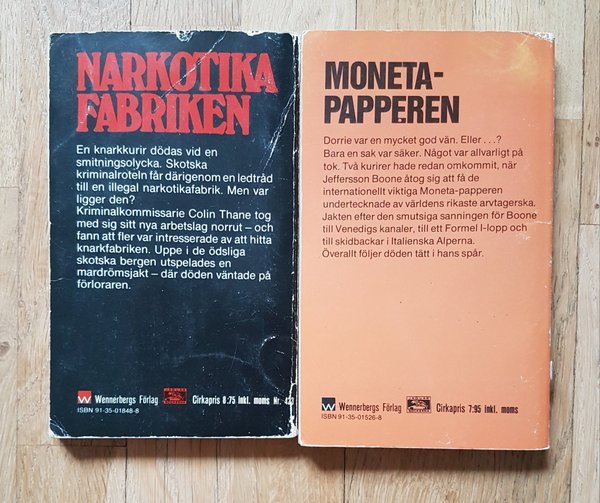 NARKOTIKA
FABRIKEN
En knarkkurir dödas vid en
smitningsolycka. Skotska
kriminalroteln får därigenom en ledtråd
till en illegal narkotikafabrik. Men var
ligger den?
Kriminalkommissarie Colin Thane tog
med sig sitt nya arbetslag norrut – och
fann att fler var intresserade av att hitta
knarkfabriken. Uppe i de ödsliga
skotska bergen utspelades en
mardrömsjakt – där döden väntade på
förloraren.
W Wennerbergs Förlag
JAGUAR
Cirkapris 8.75 Inkl. moms Nr.
ISBN 91-35-01848-8
MONETA-
PAPPEREN
Dorrie var en mycket god vän. Eller . . .?
Bara en sak var säker. Något var allvarligt på
tok. Två kurirer hade redan omkommit, när
Jeffersson Boone åtog sig att få de
internationellt viktiga Moneta-papperen
undertecknade av världens rikaste arvtagerska.
Jakten efter den smutsiga sanningen för Boone
till Venedigs kanaler, till ett Formel I-lopp och
till skidbackar i Italienska Alperna.
Överallt följer döden tätt i hans spår.
W Wennerbergs Förlag
JAGUAR
Cirkapris 7:95 Inkl. moms
ISBN 91-35-01526-8